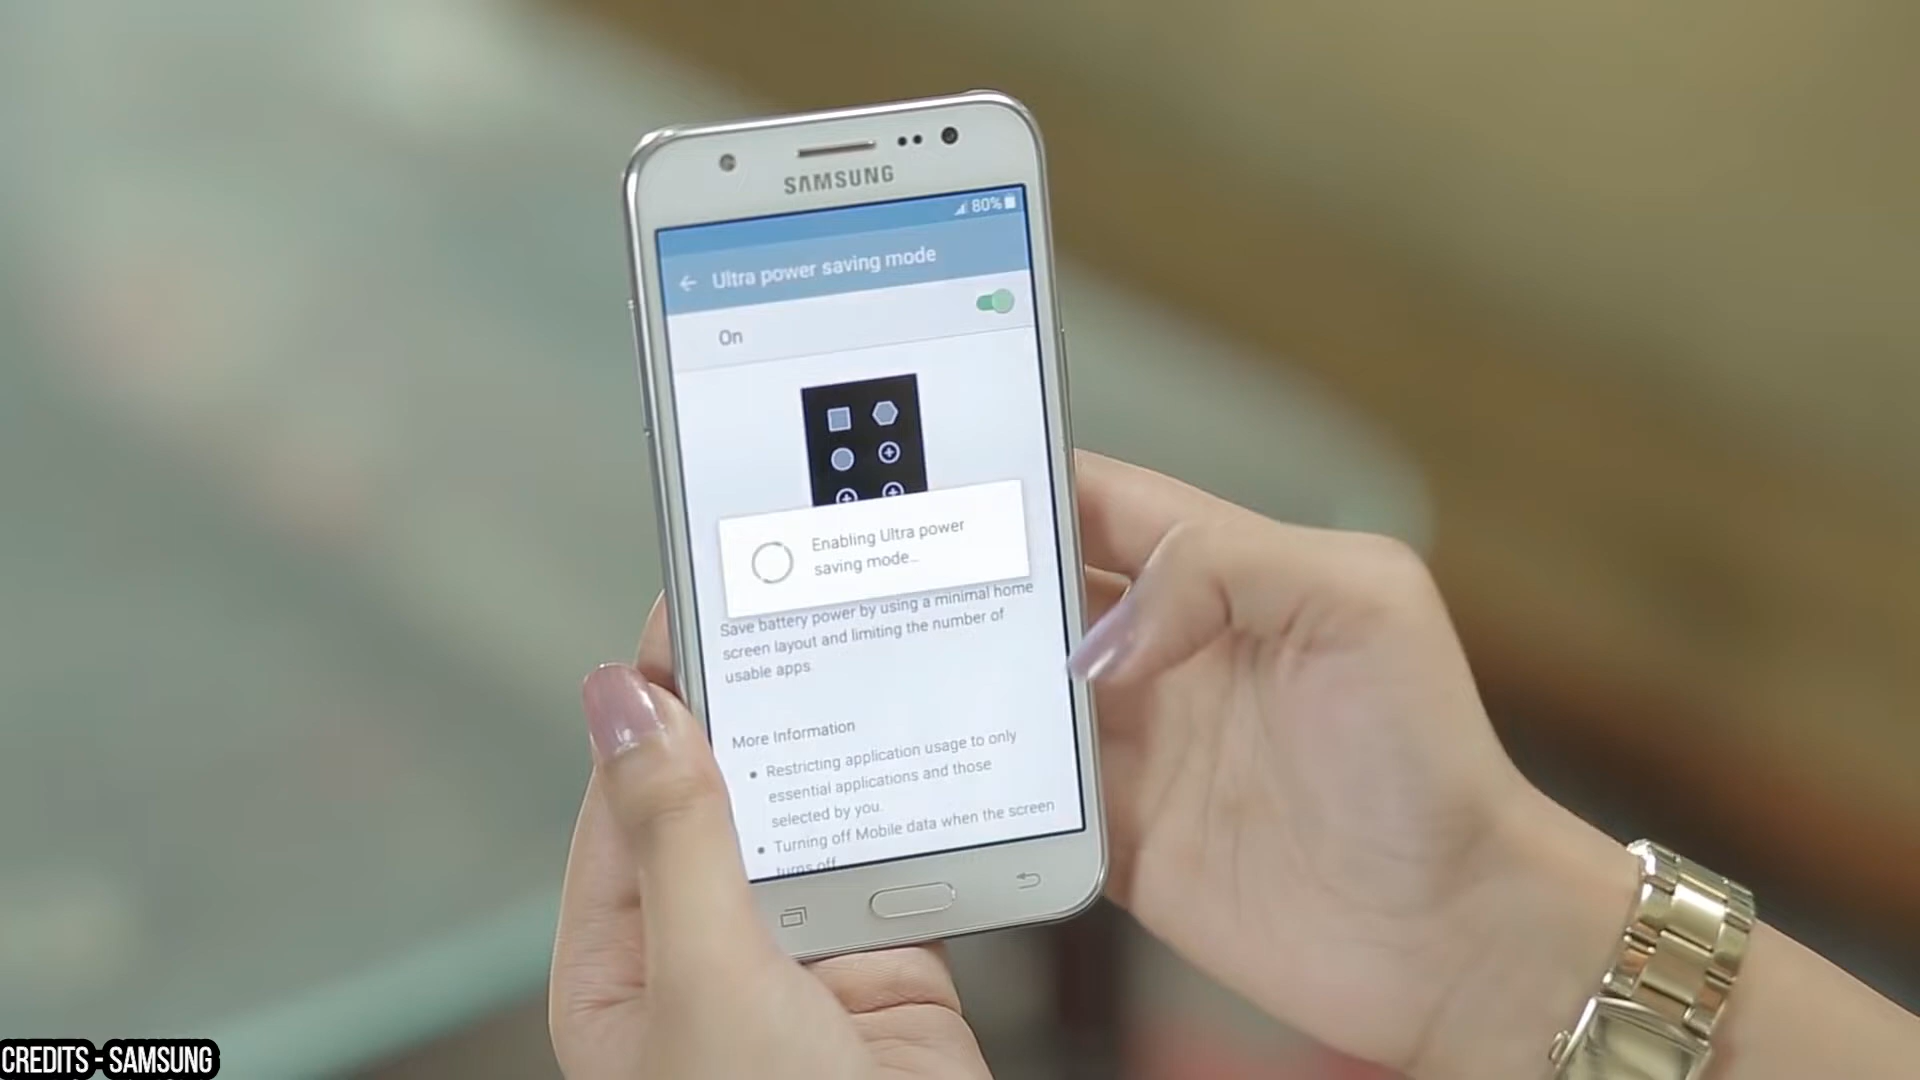 SAMSUNG
80%
Ultra power saving mode
On
Enabling Ultra power
saving mode...
Save battery power by using a minimal home
screen layout and limiting the number of
usable apps
More Information
• Restricting application usage to only
essential applications and those
selected by you.
• Turning off Mobile data when the screen
turns off
CREDITS - SAMSUNG